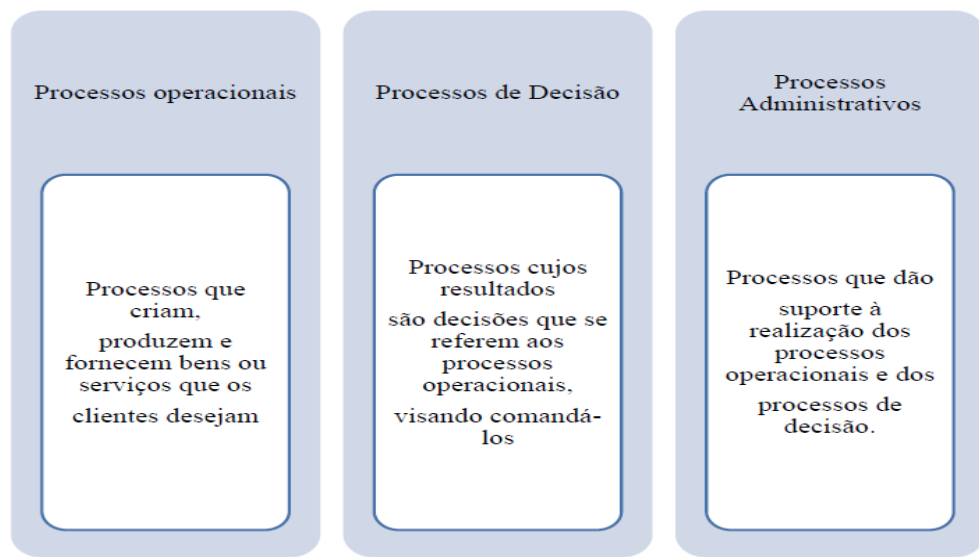 Processos operacionais
Processos que
criam,
produzem e
fornecem bens ou
serviços que os
clientes desejam
Processos de Decisão
Processos cujos
resultados
são decisões que se
referem aos
processos
operacionais,
visando comandá-
los
Processos
Administrativos
Processos que dão
suporte à
realização dos
processos
operacionais e dos
processos de
decisão.